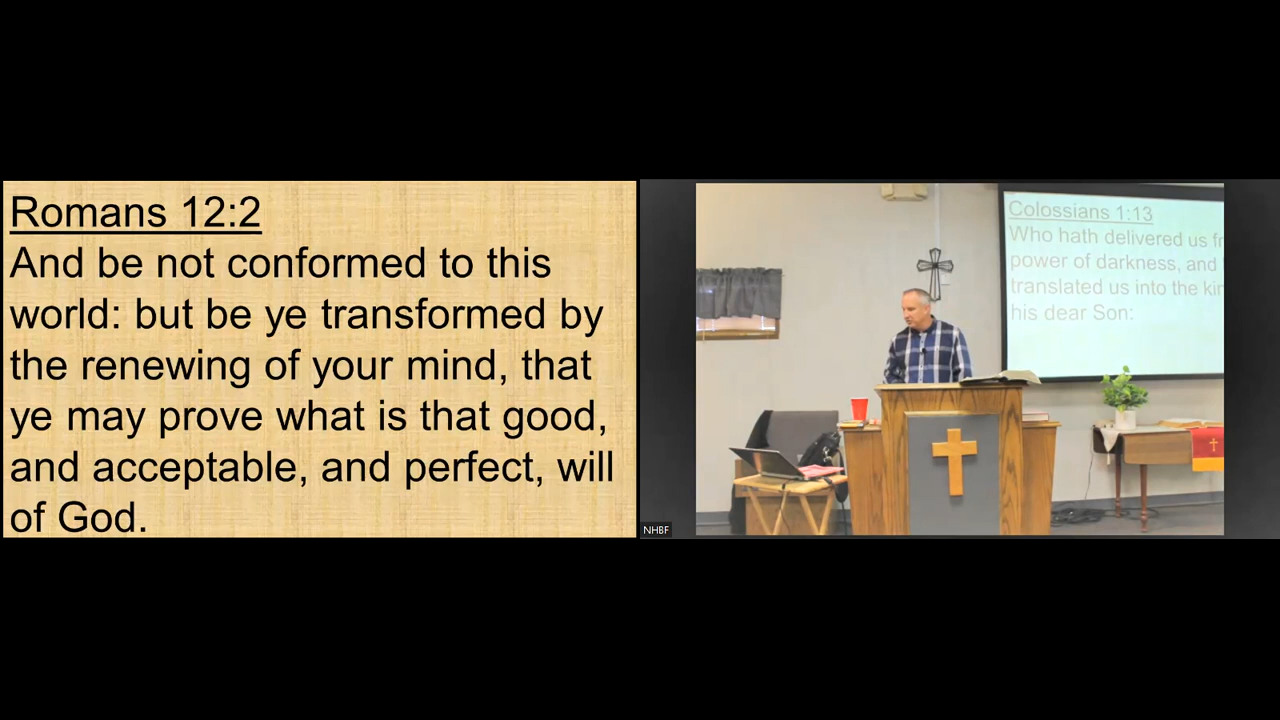 Romans 12:2
And be not conformed to this
world: but be ye transformed by
the renewing of your mind, that
ye may prove what is that good,
and acceptable, and perfect, will
of God.
Colossians 1:13
Who hath delivered us
power of darkness, and
translated us into the
his dear Son:
NHBF